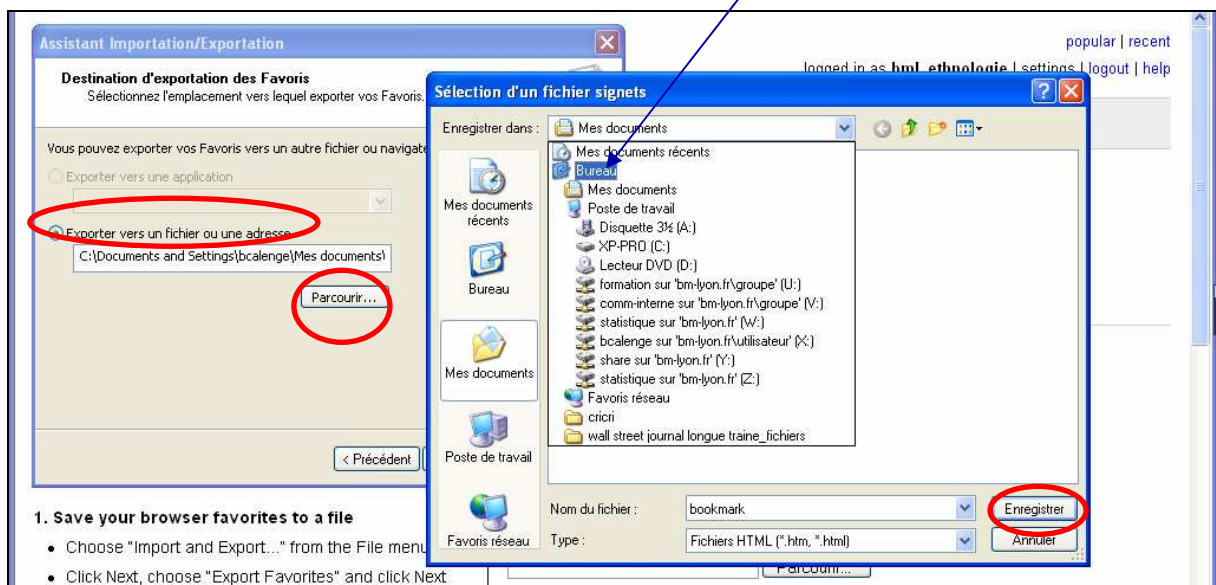 Assistant Importation/Exportation
Destination d'exportation des Favoris
Sélectionnez l'emplacement vers lequel exporter vos Favoris.
Vous pouvez exporter vos Favoris vers un autre fichier ou
Exporter vers une application
Exporter vers un fichier ou une adresse
C:\Documents and Settings\bcalenge\Mes documents\
Parcourir...
< Précédent
popular | recent
logged in as bml_ethnologie | settings | logout | help
Sélection d'un fichier signets
Enregistrer dans :
Mes documents
Mes documents récents
Bureau
Mes documents
Poste de travail
Disquette 3½ (A:)
XP-PRO (C:)
Lecteur DVD (D:)
formation sur 'bm-lyon.fr\groupe' (U:)
comm-interne sur 'bm-lyon.fr\groupe' (V:)
statistique sur 'bm-lyon.fr' (W:)
bcalenge sur 'bm-lyon.fr\utilisateur' (X:)
share sur 'bm-lyon.fr' (Y:)
statistique sur 'bm-lyon.fr' (Z:)
Favoris réseau
cricri
wall street journal longue traine_fichiers
Mes documents
récents
Bureau
Mes documents
Poste de travail
Favoris réseau
Nom du fichier :
bookmark
Enregistrer
Type :
Fichiers HTML (*.htm, *.html)
Annuler
1. Save your browser favorites to a file
• Choose "Import and Export..." from the File menu
• Click Next, choose "Export Favorites" and click Next
Parcourir...